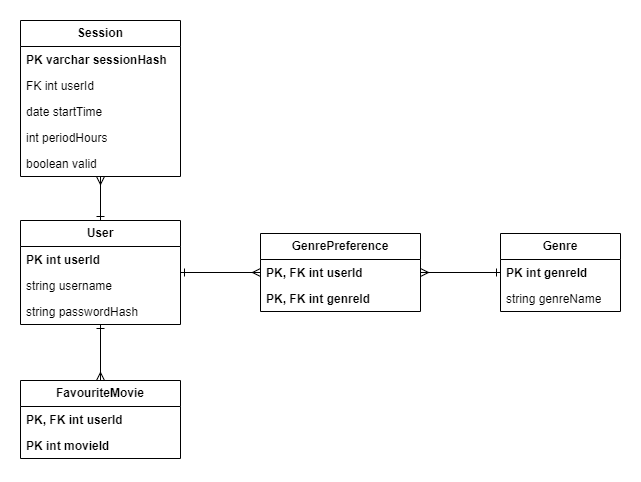 Session
PK varchar sessionHash
FK int userId
date startTime
int periodHours
boolean valid
User
PK int userId
string username
string passwordHash
GenrePreference
PK, FK int userId
PK, FK int genreId
Genre
PK int genreId
string genreName
FavouriteMovie
PK, FK int userId
PK int movieId